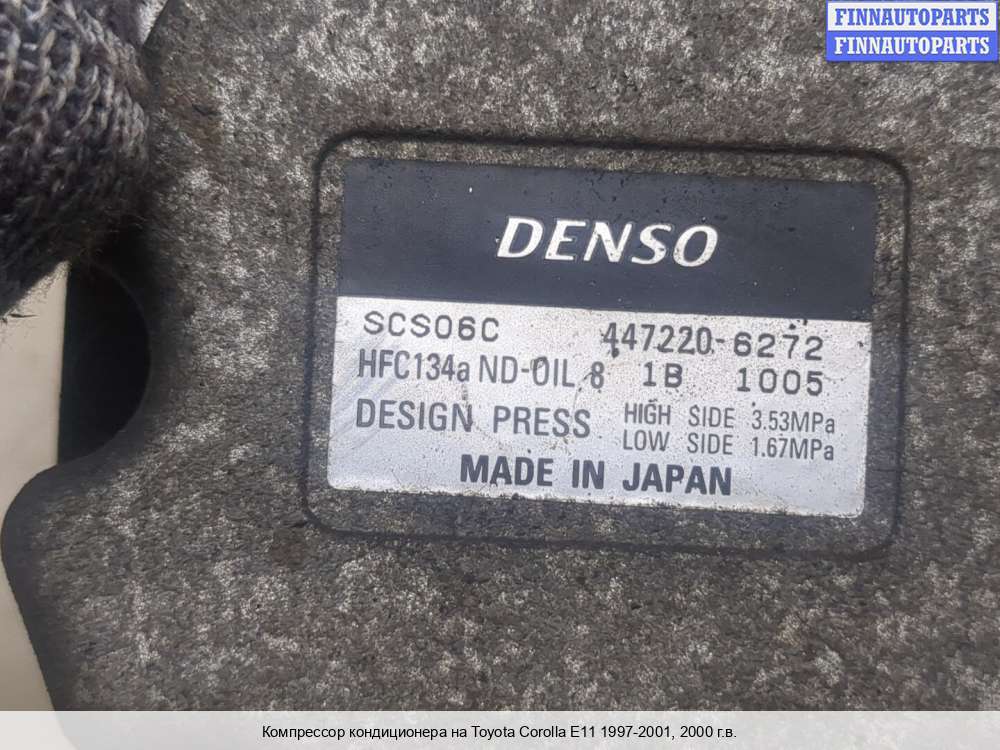 FINNAUTOPARTS
FINNAUTOPARTS
DENSO
SCS06C 447220-6272
HFC134a ND-OIL 8 1B 1005
DESIGN PRESS HIGH SIDE 3.53MPa
LOW SIDE 1.67MPa
MADE IN JAPAN
Компрессор кондиционера на Toyota Corolla E11 1997-2001, 2000 г.в.